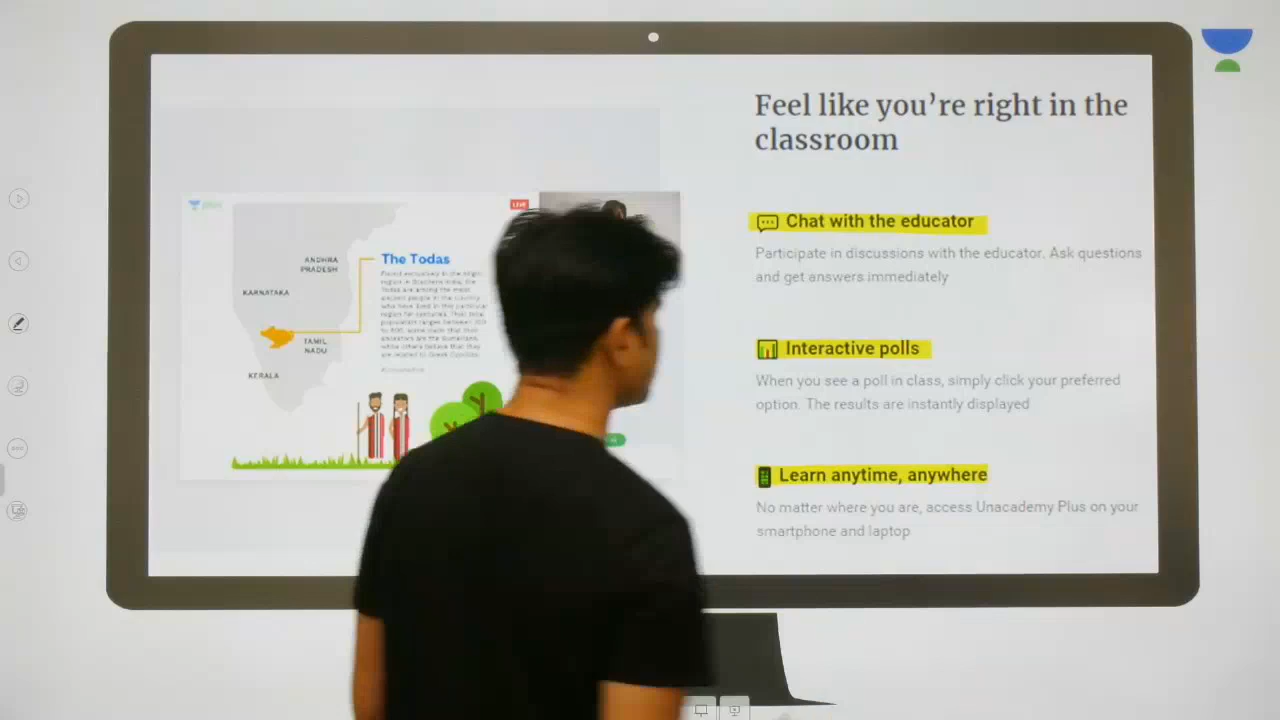 Feel like you’re right in the
classroom
Chat with the educator
Participate in discussions with the educator. Ask questions
and get answers immediately
Interactive polls
When you see a poll in class, simply click your preferred
option. The results are instantly displayed
Learn anytime, anywhere
No matter where you are, access Unacademy Plus on your
smartphone and laptop
LIVE
ANDHRA
PRADESH
KARNATAKA
TAMIL
NADU
KERALA
The Todas